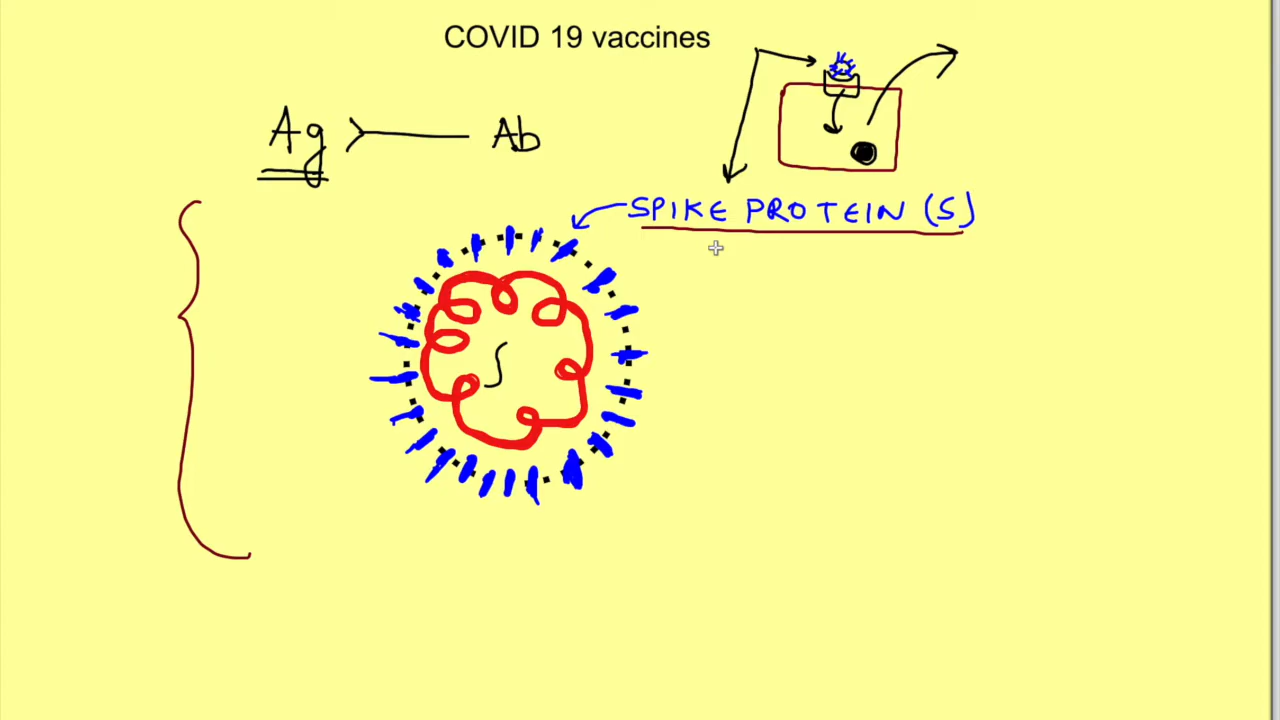 COVID 19 vaccines
Ag Ab
SPIKE PROTEIN (S)